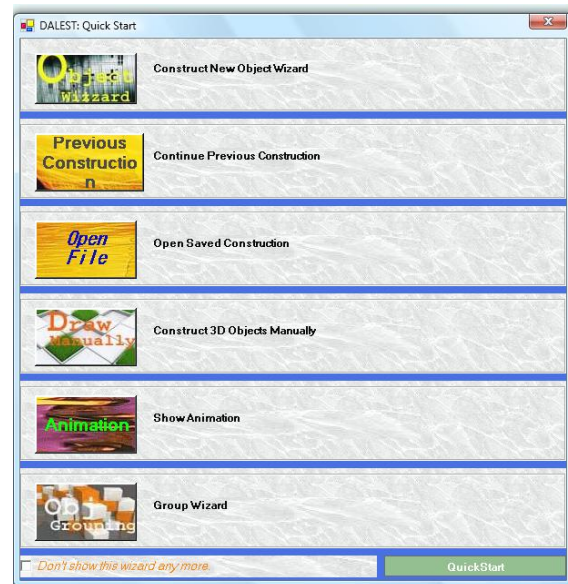 DALEST: Quick Start
Object
Wizzard
Construct New Object Wizard
Previous
Constructio
n
Continue Previous Construction
Open
File
Open Saved Construction
Draw
Manually
Construct 3D Objects Manually
Animation
Show Animation
Obj
Grouping
Group Wizard
Don't show this wizard any more.
QuickStart